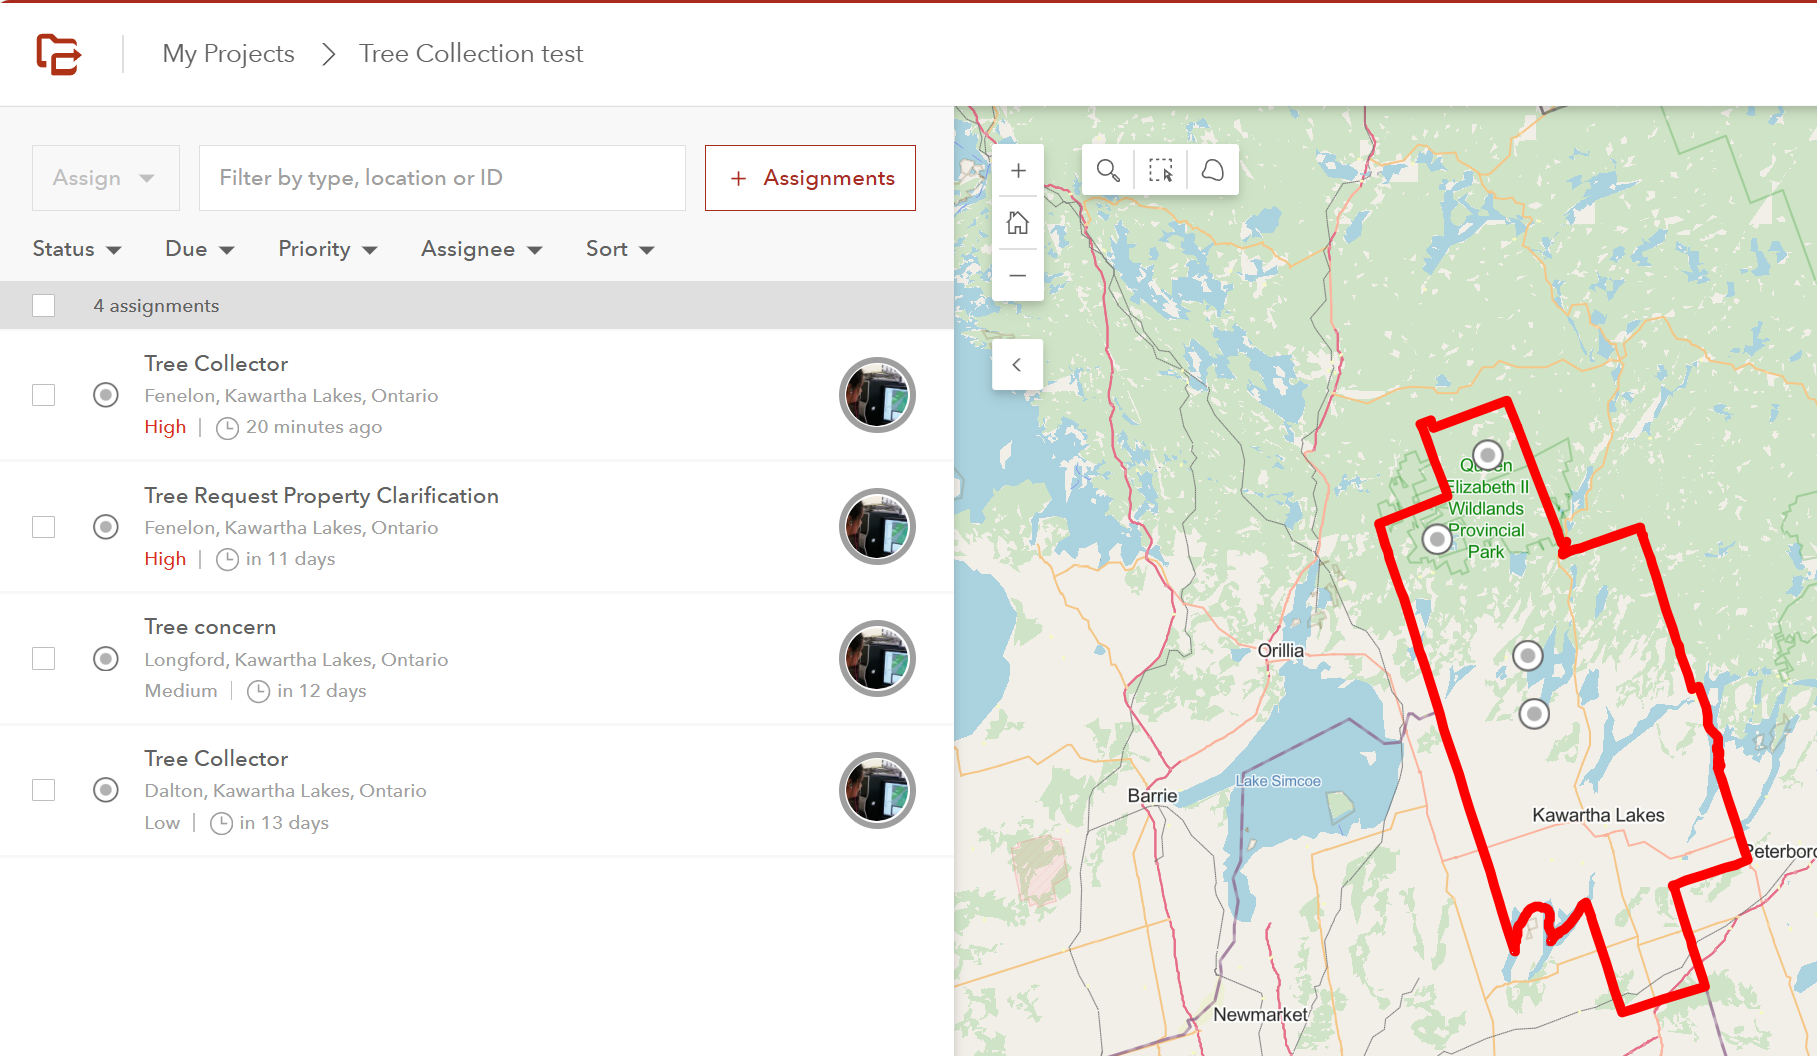 My Projects > Tree Collection test
Assign
Filter by type, location or ID
+ Assignments
Status
Due
Priority
Assignee
Sort
4 assignments
Tree Collector
Fenelon, Kawartha Lakes, Ontario
High | 20 minutes ago
Tree Request Property Clarification
Fenelon, Kawartha Lakes, Ontario
High | in 11 days
Tree concern
Longford, Kawartha Lakes, Ontario
Medium | in 12 days
Tree Collector
Dalton, Kawartha Lakes, Ontario
Low | in 13 days
Queen
Elizabeth II
Wildlands
Provincial
Park
Orillia
Lake Simcoe
Barrie
Kawartha Lakes
Peterboro
Newmarket